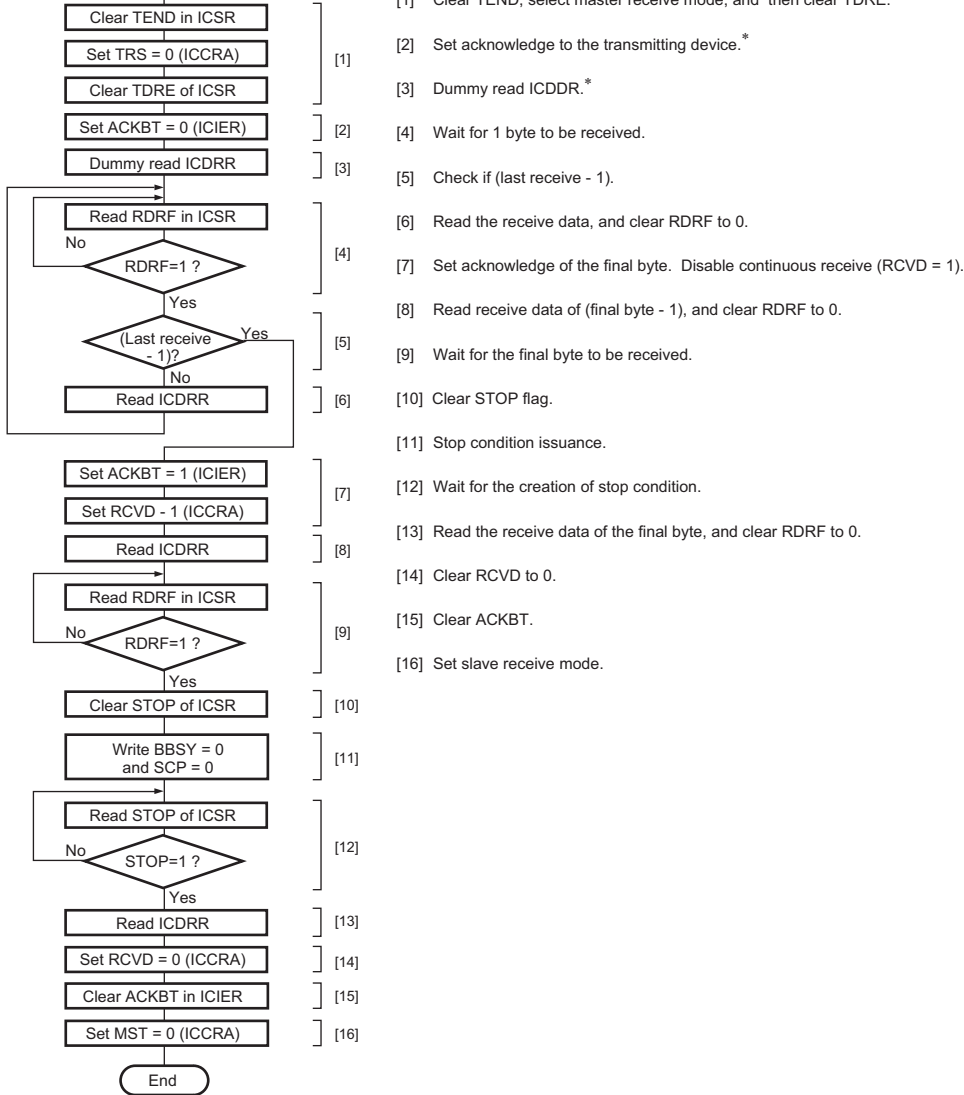 Clear TEND in ICSR
Set TRS = 0 (ICCRA)
Clear TDRE of ICSR
[1]
Set ACKBT = 0 (ICIER)
[2]
Dummy read ICDRR
[3]
Read RDRF in ICSR
No
RDRF=1 ?
[4]
Yes
(Last receive
- 1)?
Yes
[5]
No
Read ICDRR
[6]
Set ACKBT = 1 (ICIER)
Set RCVD - 1 (ICCRA)
[7]
Read ICDRR
[8]
Read RDRF in ICSR
No
RDRF=1 ?
[9]
Yes
Clear STOP of ICSR
[10]
Write BBSY = 0
and SCP = 0
[11]
Read STOP of ICSR
No
STOP=1 ?
[12]
Yes
Read ICDRR
[13]
Set RCVD = 0 (ICCRA)
[14]
Clear ACKBT in ICIER
[15]
Set MST = 0 (ICCRA)
[16]
End
[1] Clear TEND, select master receive mode, and then clear TDRE.
[2] Set acknowledge to the transmitting device.*
[3] Dummy read ICDDR.*
[4] Wait for 1 byte to be received.
[5] Check if (last receive - 1).
[6] Read the receive data, and clear RDRF to 0.
[7] Set acknowledge of the final byte. Disable continuous receive (RCVD = 1).
[8] Read receive data of (final byte - 1), and clear RDRF to 0.
[9] Wait for the final byte to be received.
[10] Clear STOP flag.
[11] Stop condition issuance.
[12] Wait for the creation of stop condition.
[13] Read the receive data of the final byte, and clear RDRF to 0.
[14] Clear RCVD to 0.
[15] Clear ACKBT.
[16] Set slave receive mode.